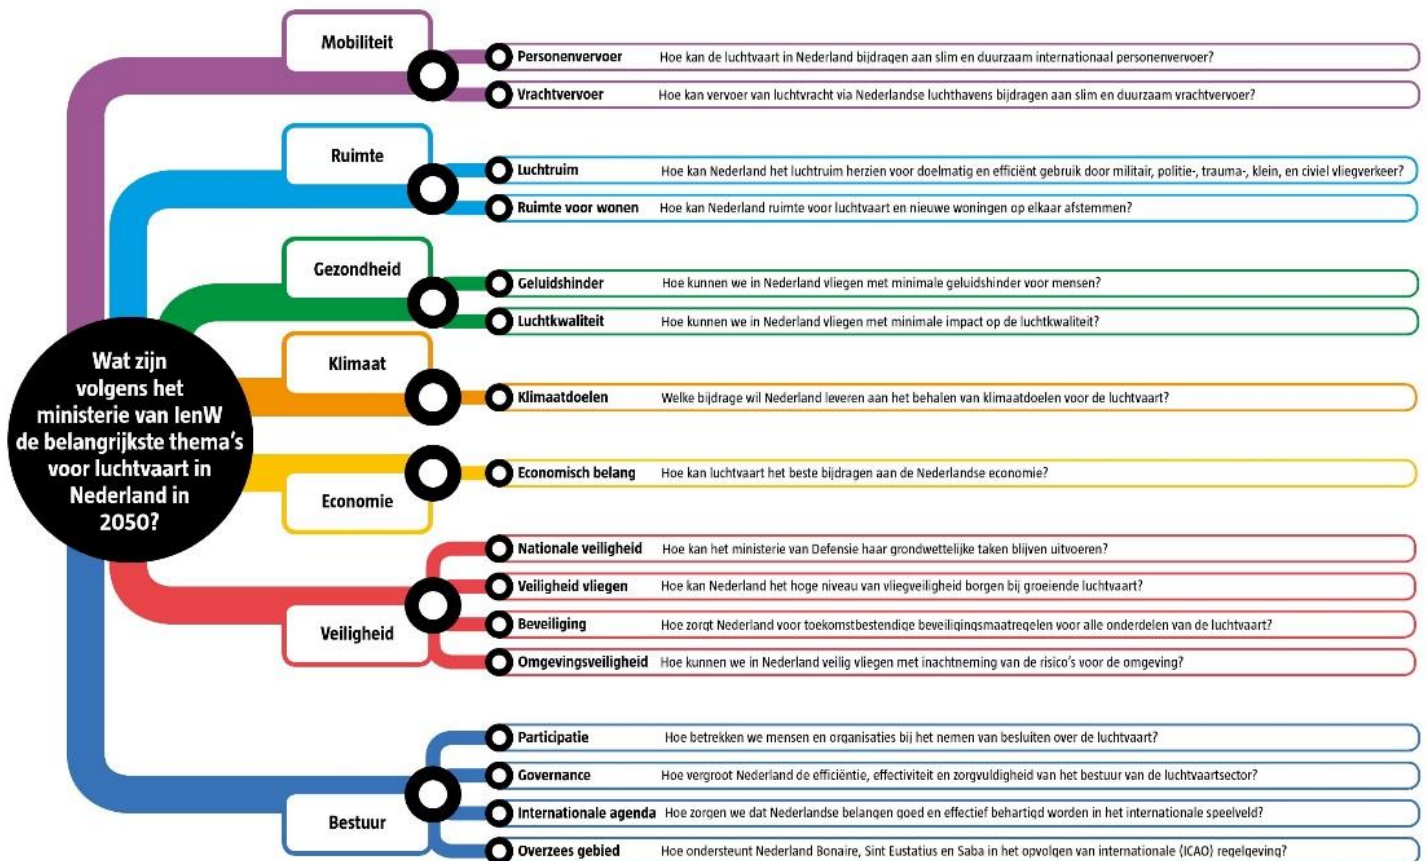 Wat zijn
volgens het
ministerie van IenW
de belangrijkste thema's
voor luchtvaart in
Nederland in
2050?
Mobiliteit
Personenvervoer Hoe kan de luchtvaart in Nederland bijdragen aan slim en duurzaam internationaal personenvervoer?
Vrachtvervoer Hoe kan vervoer van luchtvracht via Nederlandse luchthavens bijdragen aan slim en duurzaam vrachtvervoer?
Ruimte
Luchtruim Hoe kan Nederland het luchtruim herzien voor doelmatig en efficiënt gebruik door militair, politie-, trauma-, klein, en civiel vliegverkeer?
Ruimte voor wonen Hoe kan Nederland ruimte voor luchtvaart en nieuwe woningen op elkaar afstemmen?
Gezondheid
Geluidshinder Hoe kunnen we in Nederland vliegen met minimale geluidshinder voor mensen?
Luchtkwaliteit Hoe kunnen we in Nederland vliegen met minimale impact op de luchtkwaliteit?
Klimaat
Klimaatdoelen Welke bijdrage wil Nederland leveren aan het behalen van klimaatdoelen voor de luchtvaart?
Economie
Economisch belang Hoe kan luchtvaart het beste bijdragen aan de Nederlandse economie?
Veiligheid
Nationale veiligheid Hoe kan het ministerie van Defensie haar grondwettelijke taken blijven uitvoeren?
Veiligheid vliegen Hoe kan Nederland het hoge niveau van vliegveiligheid borgen bij groeiende luchtvaart?
Beveiliging Hoe zorgt Nederland voor toekomstbestendige beveiligingsmaatregelen voor alle onderdelen van de luchtvaart?
Omgevingsveiligheid Hoe kunnen we in Nederland veilig vliegen met inachtneming van de risico's voor de omgeving?
Bestuur
Participatie Hoe betrekken we mensen en organisaties bij het nemen van besluiten over de luchtvaart?
Governance Hoe vergroot Nederland de efficiëntie, effectiviteit en zorgvuldigheid van het bestuur van de luchtvaartsector?
Internationale agenda Hoe zorgen we dat Nederlandse belangen goed en effectief behartigd worden in het internationale speelveld?
Overzees gebied Hoe ondersteunt Nederland Bonaire, Sint Eustatius en Saba in het opvolgen van internationale (ICAO) regelgeving?